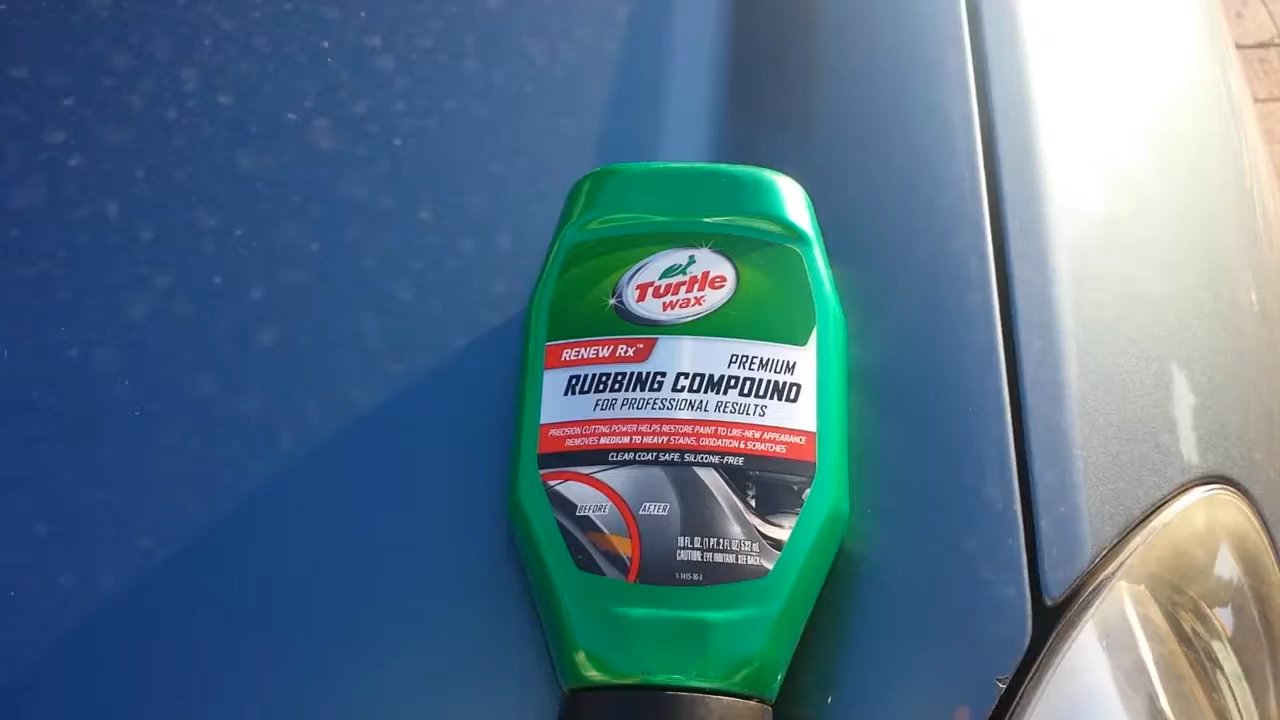 Turtle
wax
RENEW Rx™
PREMIUM
RUBBING COMPOUND
FOR PROFESSIONAL RESULTS
PRECISION CUTTING POWER HELPS RESTORE PAINT TO LIKE-NEW APPEARANCE
REMOVES MEDIUM TO HEAVY STAINS, OXIDATION & SCRATCHES
CLEAR COAT SAFE, SILICONE-FREE
BEFORE AFTER
18 FL. OZ. (1 PT. 2 FL OZ) 532 mL
CAUTION: EYE IRRITANT. SEE BACK